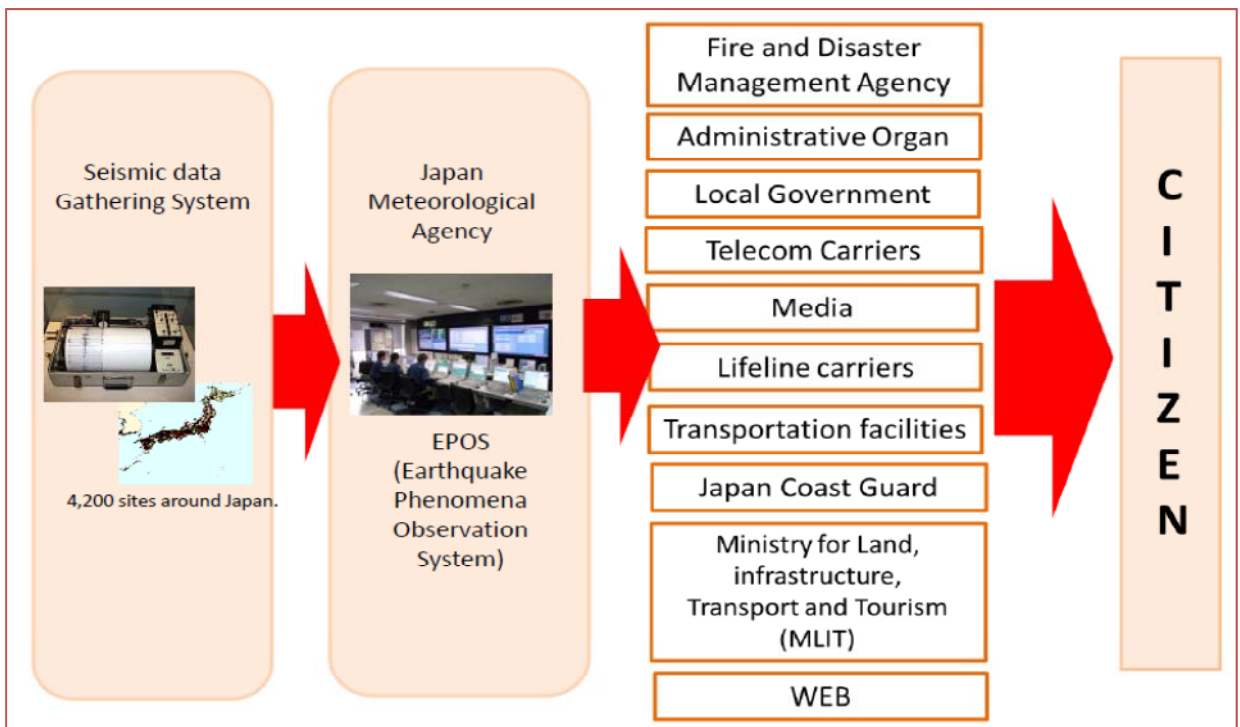 Seismic data
Gathering System
4,200 sites around Japan.
Japan
Meteorological
Agency
EPOS
(Earthquake
Phenomena
Observation
System)
Fire and Disaster
Management Agency
Administrative Organ
Local Government
Telecom Carriers
Media
Lifeline carriers
Transportation facilities
Japan Coast Guard
Ministry for Land,
infrastructure,
Transport and Tourism
(MLIT)
WEB
C
I
T
I
Z
E
N